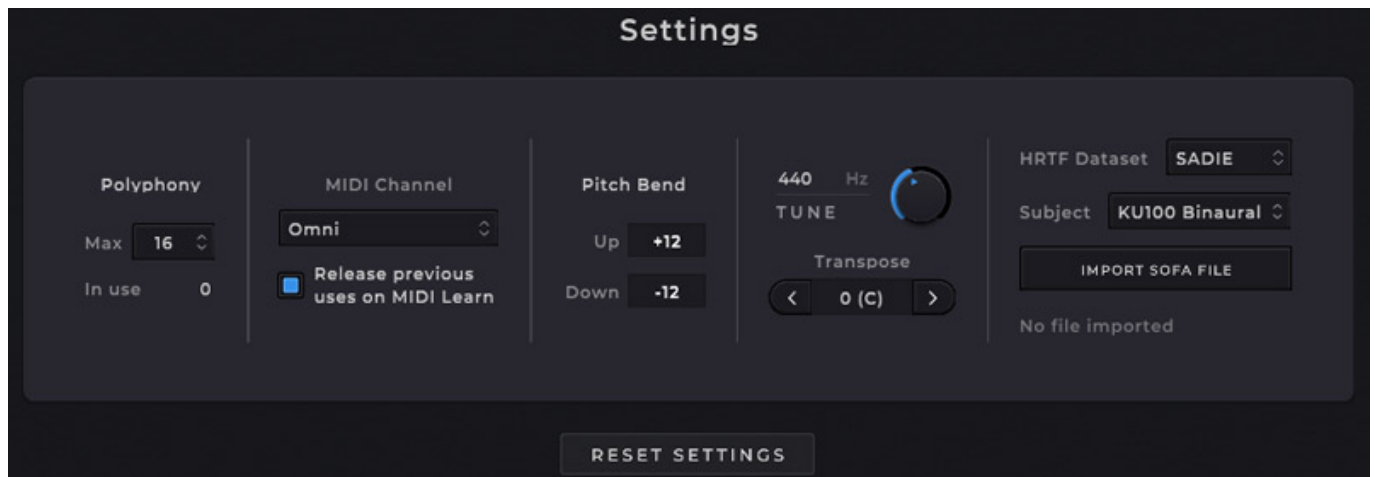 Settings
Polyphony
Max 16
In use 0
MIDI Channel
Omni
Release previous
uses on MIDI Learn
Pitch Bend
Up +12
Down -12
440 Hz
TUNE
Transpose
0 (C)
HRTF Dataset SADIE
Subject KU100 Binaural
IMPORT SOFA FILE
No file imported
RESET SETTINGS